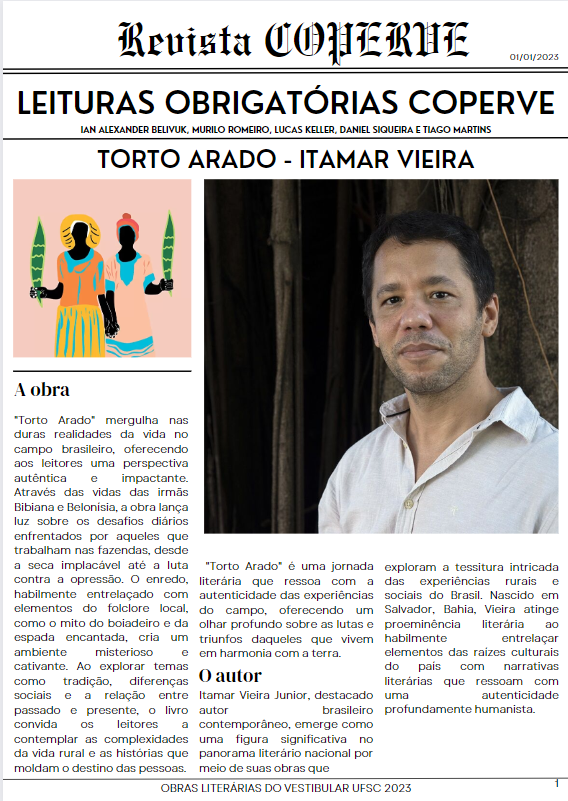 Revista COPERVE
01/01/2023
LEITURAS OBRIGATÓRIAS COPERVE
IAN ALEXANDER BELIVUK, MURILO ROMEIRO, LUCAS KELLER, DANIEL SIQUEIRA E TIAGO MARTINS
TORTO ARADO - ITAMAR VIEIRA
A obra
"Torto Arado" mergulha nas
duras realidades da vida no
campo brasileiro, oferecendo
aos leitores uma perspectiva
autêntica e impactante.
Através das vidas das irmãs
Bibiana e Belonísia, a obra lança
luz sobre os desafios diários
enfrentados por aqueles que
trabalham nas fazendas, desde
a seca implacável até a luta
contra a opressão. O enredo,
habilmente entrelaçado com
elementos do folclore local,
como o mito do boiadeiro e da
espada encantada, cria um
ambiente misterioso e
cativante. Ao explorar temas
como tradição, diferenças
sociais e a relação entre
passado e presente, o livro
convida os leitores a
contemplar as complexidades
da vida rural e as histórias que
moldam o destino das pessoas.
"Torto Arado" é uma jornada
literária que ressoa com a
autenticidade das experiências
do campo, oferecendo um
olhar profundo sobre as lutas e
triunfos daqueles que vivem
em harmonia com a terra.
O autor
Itamar Vieira Junior, destacado
autor brasileiro
contemporâneo, emerge como
uma figura significativa no
panorama literário nacional por
meio de suas obras que
exploram a tessitura intricada
das experiências rurais e
sociais do Brasil. Nascido em
Salvador, Bahia, Vieira atinge
proeminência literária ao
habilmente entrelaçar
elementos das raízes culturais
do país com narrativas
literárias que ressoam com
uma autenticidade
profundamente humanista.
OBRAS LITERÁRIAS DO VESTIBULAR UFSC 2023
1